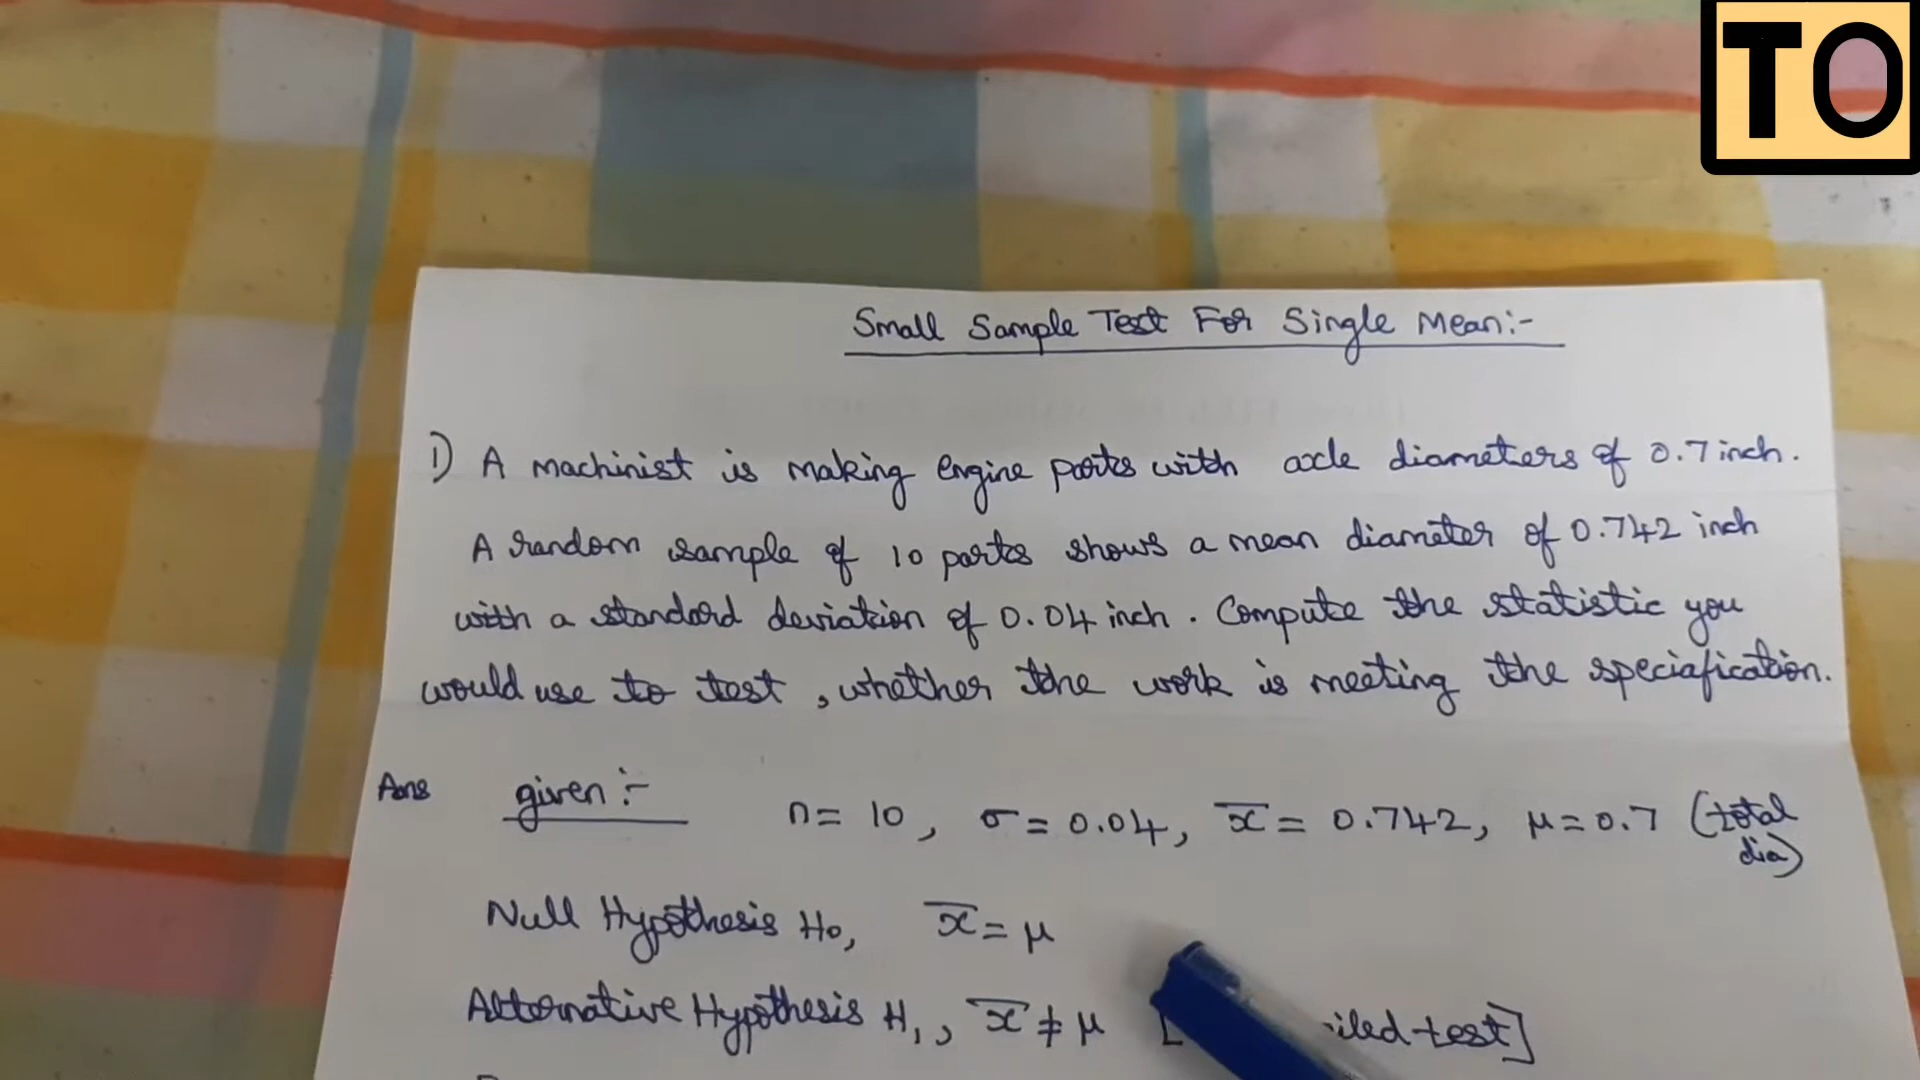 TO
Small Sample Test For Single Mean:-
1) A machinist is making engine parts with axle diameters of 0.7 inch.
A random sample of 10 parts shows a mean diameter of 0.742 inch
with a standard deviation of 0.04 inch. Compute the statistic you
would use to test, whether the work is meeting the speciafication.
Ans given:- n= 10, σ = 0.04, x̄ = 0.742, μ = 0.7 (total
dia)
Null Hypothesis H₀, x̄ = μ
Alternative Hypothesis H₁, x̄ ≠ μ [ test]